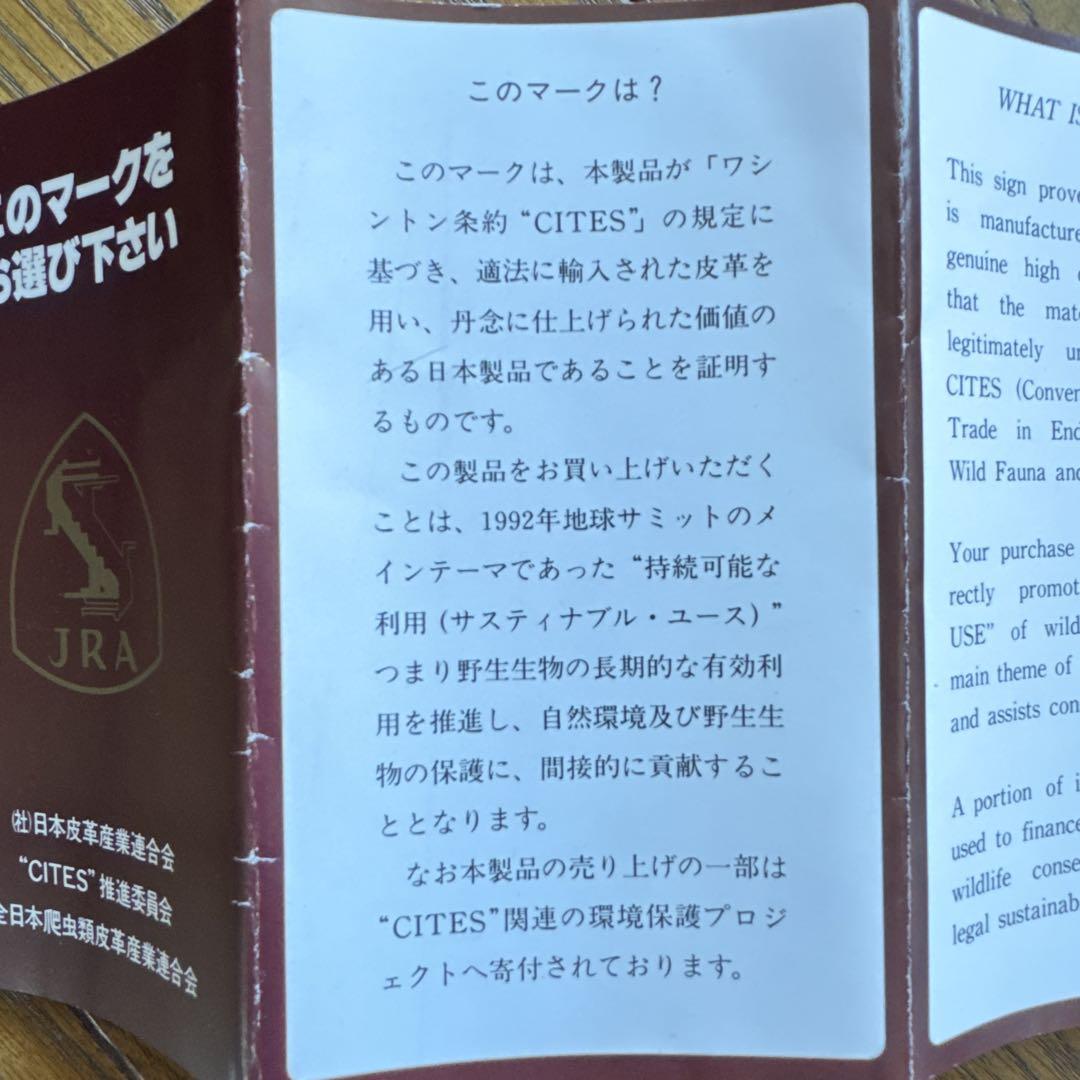 このマークを
お選び下さい
JRA
㈳日本皮革産業連合会
“CITES”推進委員会
全日本爬虫類皮革産業連合会
このマークは？
このマークは、本製品が「ワシ
ントン条約“CITES”」の規定に
基づき、適法に輸入された皮革を
用い、丹念に仕上げられた価値の
ある日本製品であることを証明す
るものです。
この製品をお買い上げいただく
ことは、1992年地球サミットのメ
インテーマであった“持続可能な
利用（サスティナブル・ユース）”
つまり野生生物の長期的な有効利
用を推進し、自然環境及び野生生
物の保護に、間接的に貢献するこ
ととなります。
なお本製品の売り上げの一部は
“CITES”関連の環境保護プロジ
ェクトへ寄付されております。
WHAT IS
This sign prove
is manufacture
genuine high
that the mate
legitimately
CITES (Conven
Trade in End
Wild Fauna and
Your purchase
rectly promot
USE” of wild
main theme of
and assists con
A portion of
used to finance
wildlife conse
legal sustainab